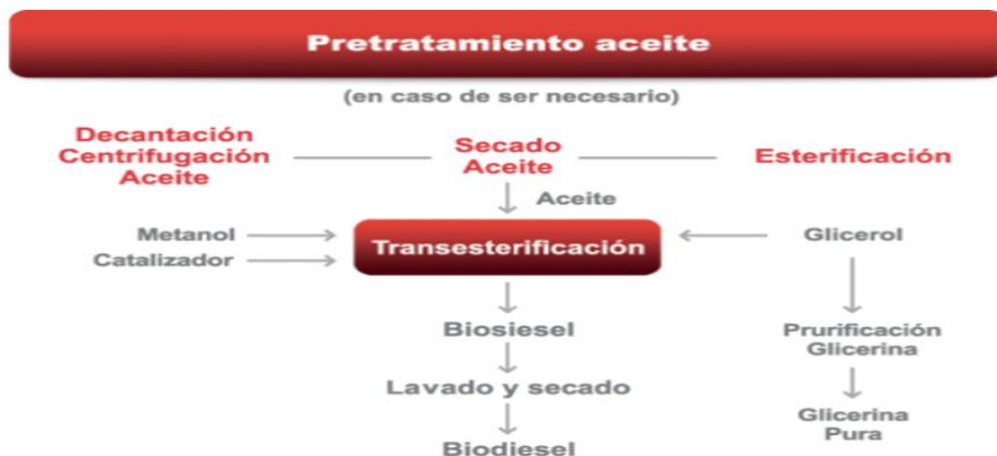 Pretratamiento aceite
(en caso de ser necesario)
Decantación
Centrifugación
Aceite
Secado
Aceite
Esterificación
Aceite
Metanol
Catalizador
Transesterificación
Glicerol
Biosiesel
Prurificación
Glicerina
Lavado y secado
Glicerina
Pura
Biodiesel